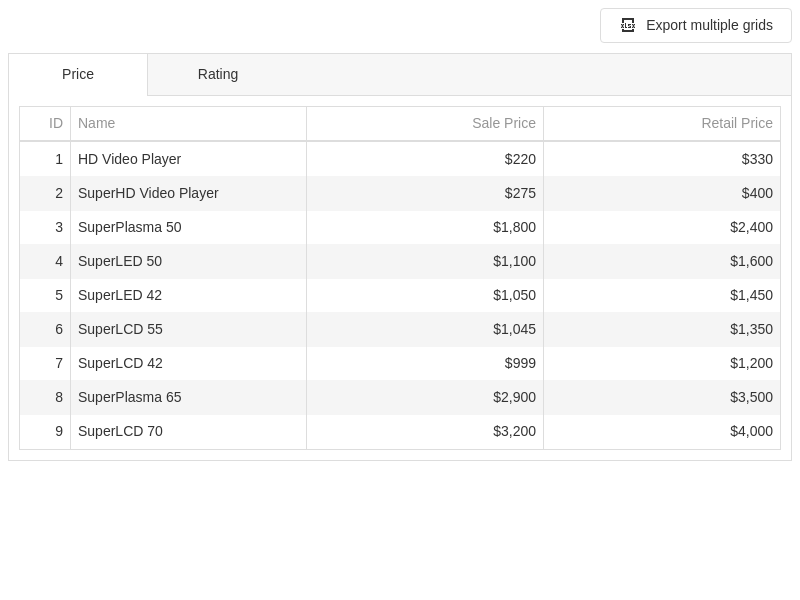 XLSX Export multiple grids
Price Rating
ID Name Sale Price Retail Price
1 HD Video Player $220 $330
2 SuperHD Video Player $275 $400
3 SuperPlasma 50 $1,800 $2,400
4 SuperLED 50 $1,100 $1,600
5 SuperLED 42 $1,050 $1,450
6 SuperLCD 55 $1,045 $1,350
7 SuperLCD 42 $999 $1,200
8 SuperPlasma 65 $2,900 $3,500
9 SuperLCD 70 $3,200 $4,000